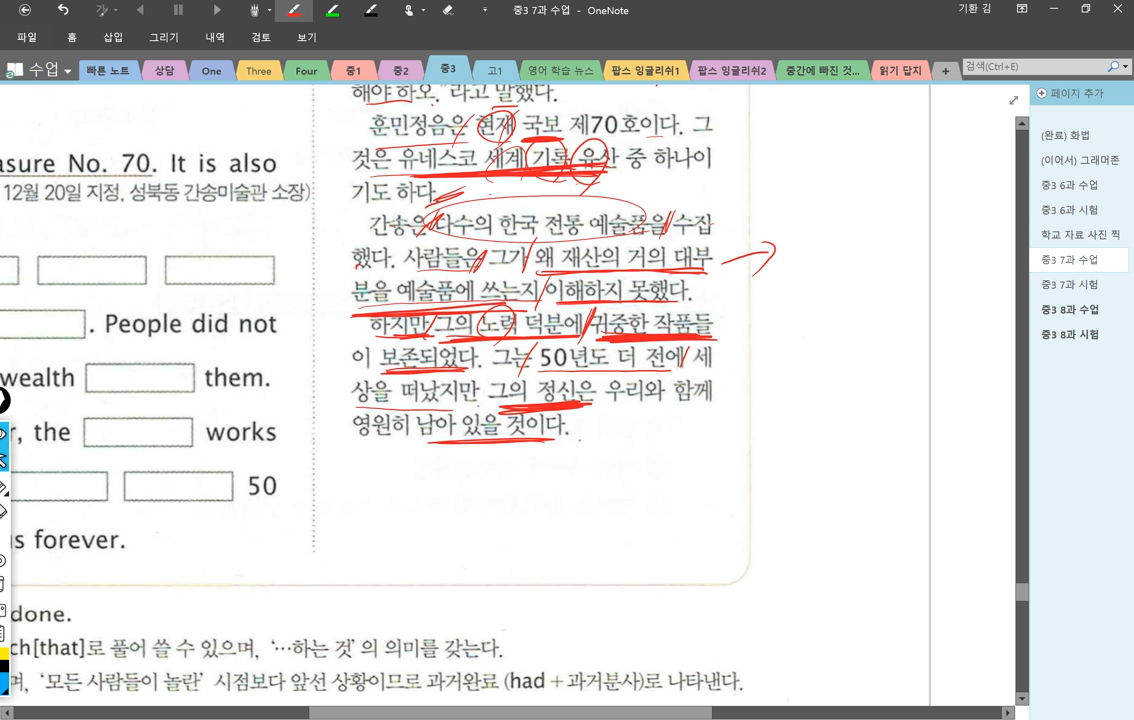 중3 7과 수업 - OneNote
기환 김
파일 홈 삽입 그리기 내역 검토 보기
수업 빠른 노트 상담 One Three Four 중1 중2 중3 고1 영어 학습 뉴스 팝스 잉글리쉬1 팝스 잉글리쉬2 중간에 빠진 것... 읽기 답지 +
검색(Ctrl+E)
페이지 추가
(완료) 화법
(이어서) 그래머존
중3 6과 수업
중3 6과 시험
학교 자료 사진 찍
중3 7과 수업
중3 7과 시험
중3 8과 수업
중3 8과 시험
easure No. 70. It is also
12월 20일 지정, 성북동 간송미술관 소장)
. People did not
wealth them.
r, the works
50
s forever.
해야 하오."라고 말했다.
훈민정음은 현재 국보 제70호이다. 그
것은 유네스코 세계 기록 유산 중 하나이
기도 하다.
간송은 다수의 한국 전통 예술품을 수집
했다. 사람들은 그가 왜 재산의 거의 대부
분을 예술품에 쓰는지 이해하지 못했다.
하지만 그의 노력 덕분에 귀중한 작품들
이 보존되었다. 그는 50년도 더 전에 세
상을 떠났지만 그의 정신은 우리와 함께
영원히 남아 있을 것이다.
done.
ch[that]로 풀어 쓸 수 있으며, '…하는 것'의 의미를 갖는다.
며, '모든 사람들이 놀란' 시점보다 앞선 상황이므로 과거완료 (had + 과거분사)로 나타낸다.